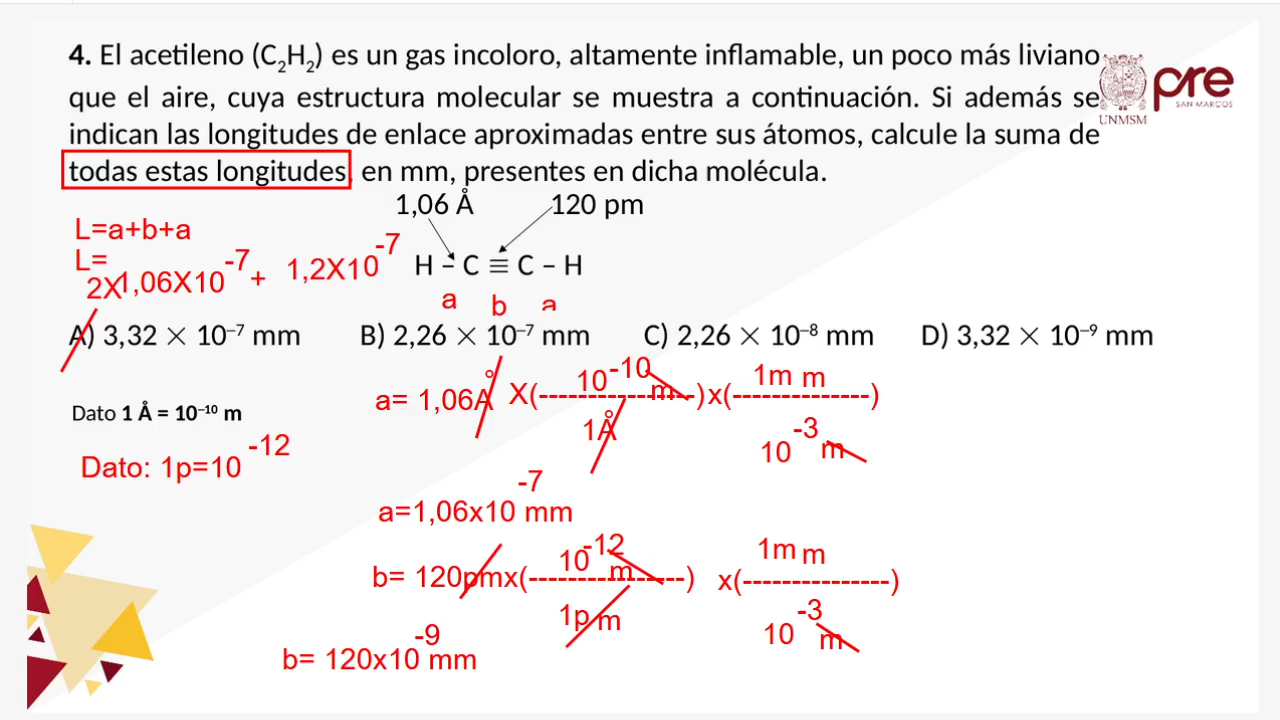 4. El acetileno (C₂H₂) es un gas incoloro, altamente inflamable, un poco más liviano
que el aire, cuya estructura molecular se muestra a continuación. Si además se
indican las longitudes de enlace aproximadas entre sus átomos, calcule la suma de
todas estas longitudes, en mm, presentes en dicha molécula.
UNMSM
pre
SAN MARCOS
1,06 Å 120 pm
L=a+b+a
L=
2X1,06X10⁻⁷ + 1,2X10⁻⁷
H – C ≡ C – H
a b a
A) 3,32 × 10⁻⁷ mm B) 2,26 × 10⁻⁷ mm C) 2,26 × 10⁻⁸ mm D) 3,32 × 10⁻⁹ mm
a= 1,06Å X(10⁻¹⁰ m
--------------)x(1m m
--------------)
1Å 10⁻³ m
Dato 1 Å = 10⁻¹⁰ m
Dato: 1p=10⁻¹²
a=1,06x10⁻⁷ mm
b= 120pmx(10⁻¹² m
--------------) x(1m m
--------------)
1p m 10⁻³ m
b= 120x10⁻⁹ mm